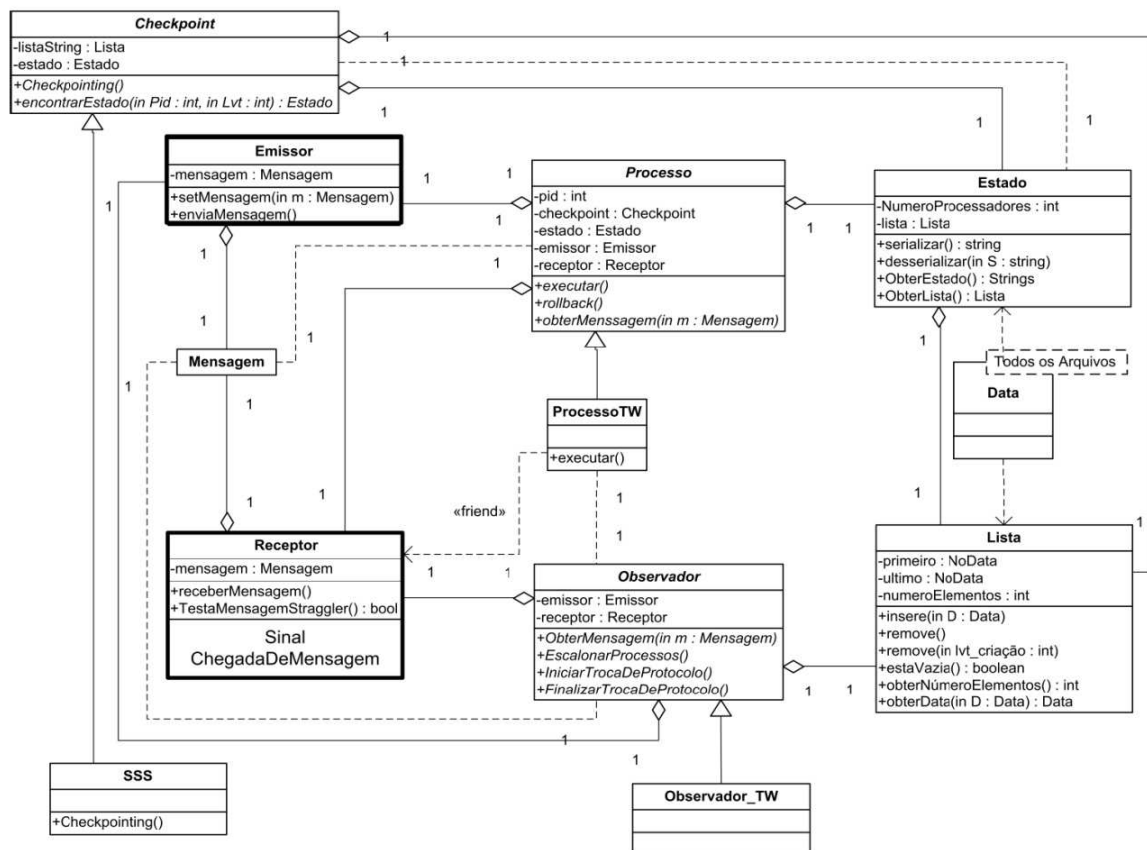 Checkpoint
-listaString : Lista
-estado : Estado
+Checkpointing()
+encontrarEstado(in Pid : int, in Lvt : int) : Estado
1
1
1
1
1
Emissor
-mensagem : Mensagem
+setMensagem(in m : Mensagem)
+enviaMensagem()
1
1
1
1
1
Processo
-pid : int
-checkpoint : Checkpoint
-estado : Estado
-emissor : Emissor
-receptor : Receptor
+executar()
+rollback()
+obterMenssagem(in m : Mensagem)
1
1
1
Estado
-NumeroProcessadores : int
-lista : Lista
+serializar() : string
+desserializar(in S : string)
+ObterEstado() : Strings
+ObterLista() : Lista
1
1
1
1
Mensagem
1
1
1
Todos os Arquivos
Data
ProcessoTW
+executar()
«friend»
1
1
1
1
1
1
Receptor
-mensagem : Mensagem
+receberMensagem()
+TestaMensagemStraggler() : bool
Sinal
ChegadaDeMensagem
1
1
Observador
-emissor : Emissor
-receptor : Receptor
+ObterMensagem(in m : Mensagem)
+EscalonarProcessos()
+IniciarTrocaDeProtocolo()
+FinalizarTrocaDeProtocolo()
1
1
Lista
-primeiro : NoData
-ultimo : NoData
-numeroElementos : int
+insere(in D : Data)
+remove()
+remove(in lvt_criação : int)
+estaVazia() : boolean
+obterNúmeroElementos() : int
+obterData(in D : Data) : Data
1
1
1
SSS
+Checkpointing()
Observador_TW